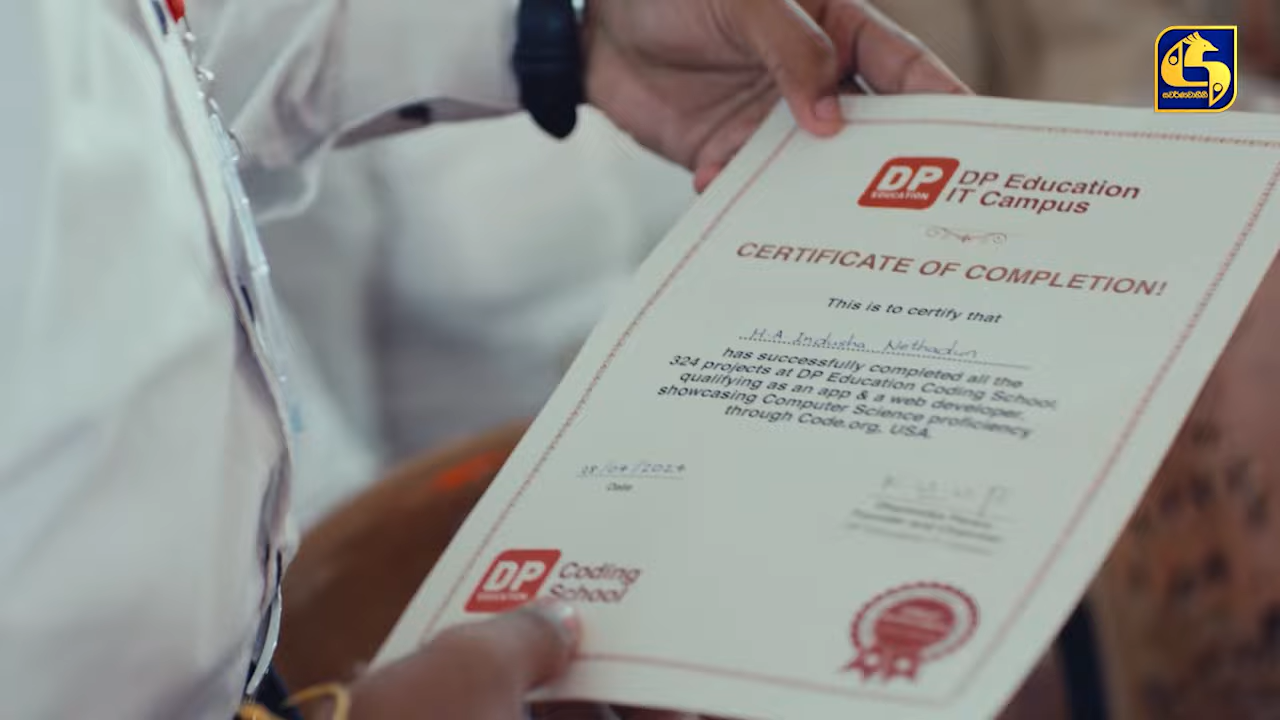 සවර්ණවාහිනී
DP
EDUCATION
DP Education
IT Campus
CERTIFICATE OF COMPLETION!
This is to certify that
H.A Indusha Nethadun
has successfully completed all the
324 projects at DP Education Coding School,
qualifying as an app & a web developer,
showcasing Computer Science proficiency
through Code.org, USA.
Date
DP
EDUCATION
Coding
School